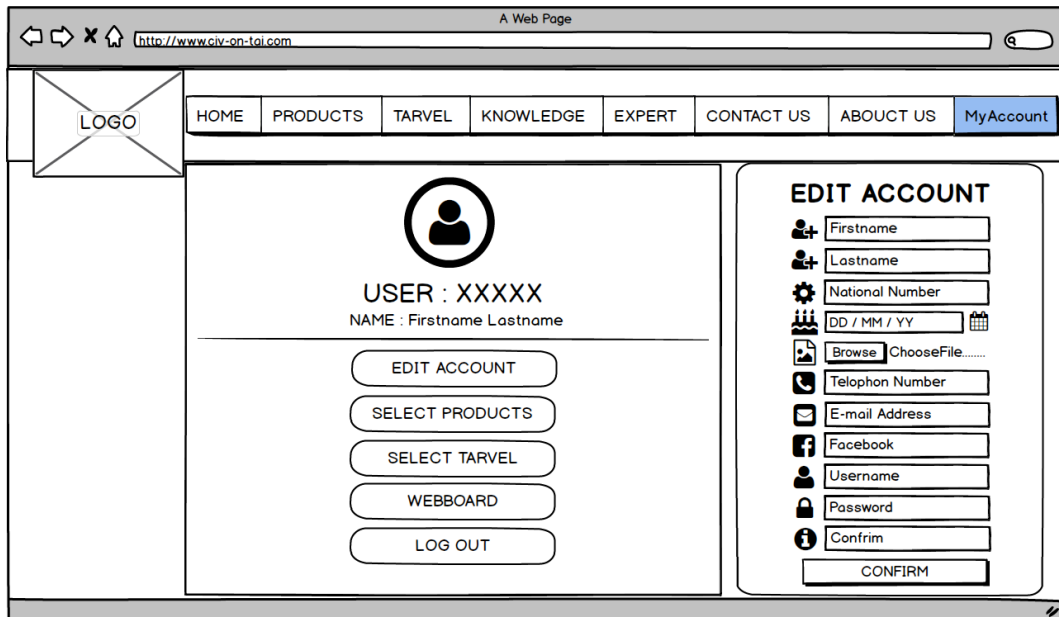 A Web Page
http://www.civ-on-tai.com
LOGO
HOME PRODUCTS TARVEL KNOWLEDGE EXPERT CONTACT US ABOUCT US MyAccount
USER : XXXXX
NAME : Firstname Lastname
EDIT ACCOUNT
SELECT PRODUCTS
SELECT TARVEL
WEBBOARD
LOG OUT
EDIT ACCOUNT
Firstname
Lastname
National Number
DD / MM / YY
Browse ChooseFile........
Telophon Number
E-mail Address
Facebook
Username
Password
Confrim
CONFIRM